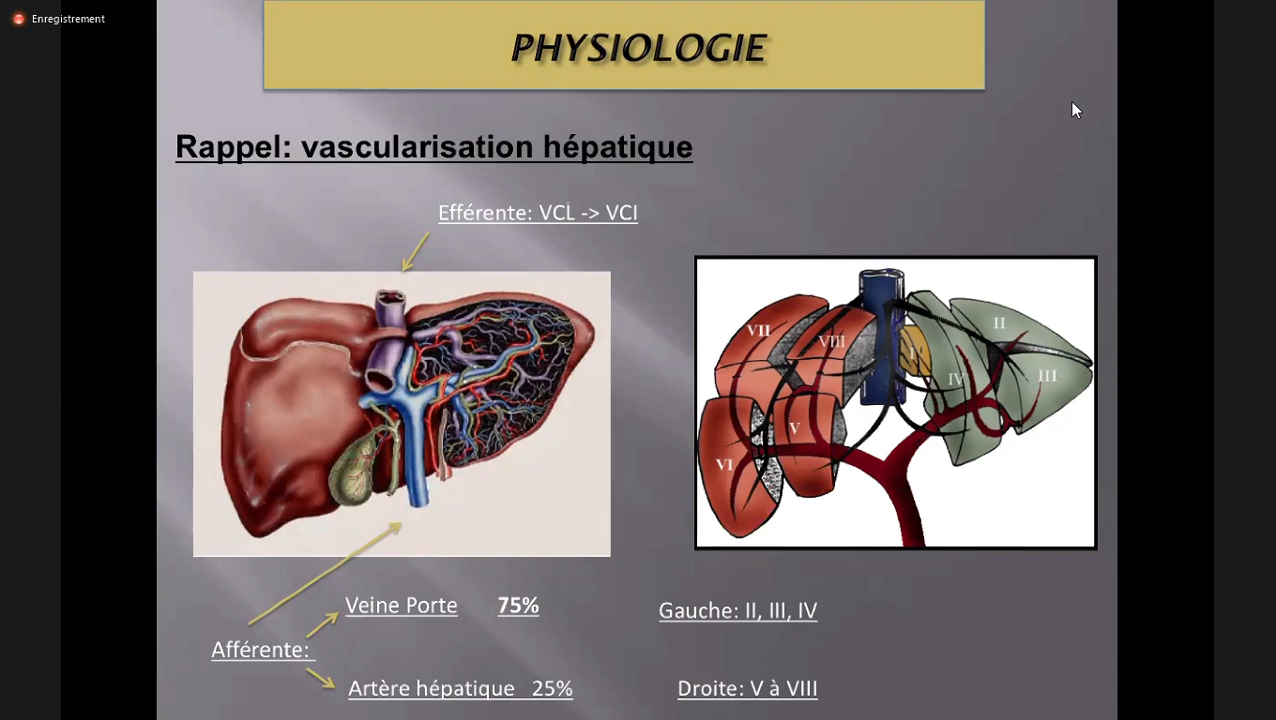 Enregistrement
PHYSIOLOGIE
Rappel: vascularisation hépatique
Efférente: VCL -> VCI
VII
VIII
I
II
IV
III
V
VI
Veine Porte 75%
Gauche: II, III, IV
Afférente:
Artère hépatique 25%
Droite: V à VIII